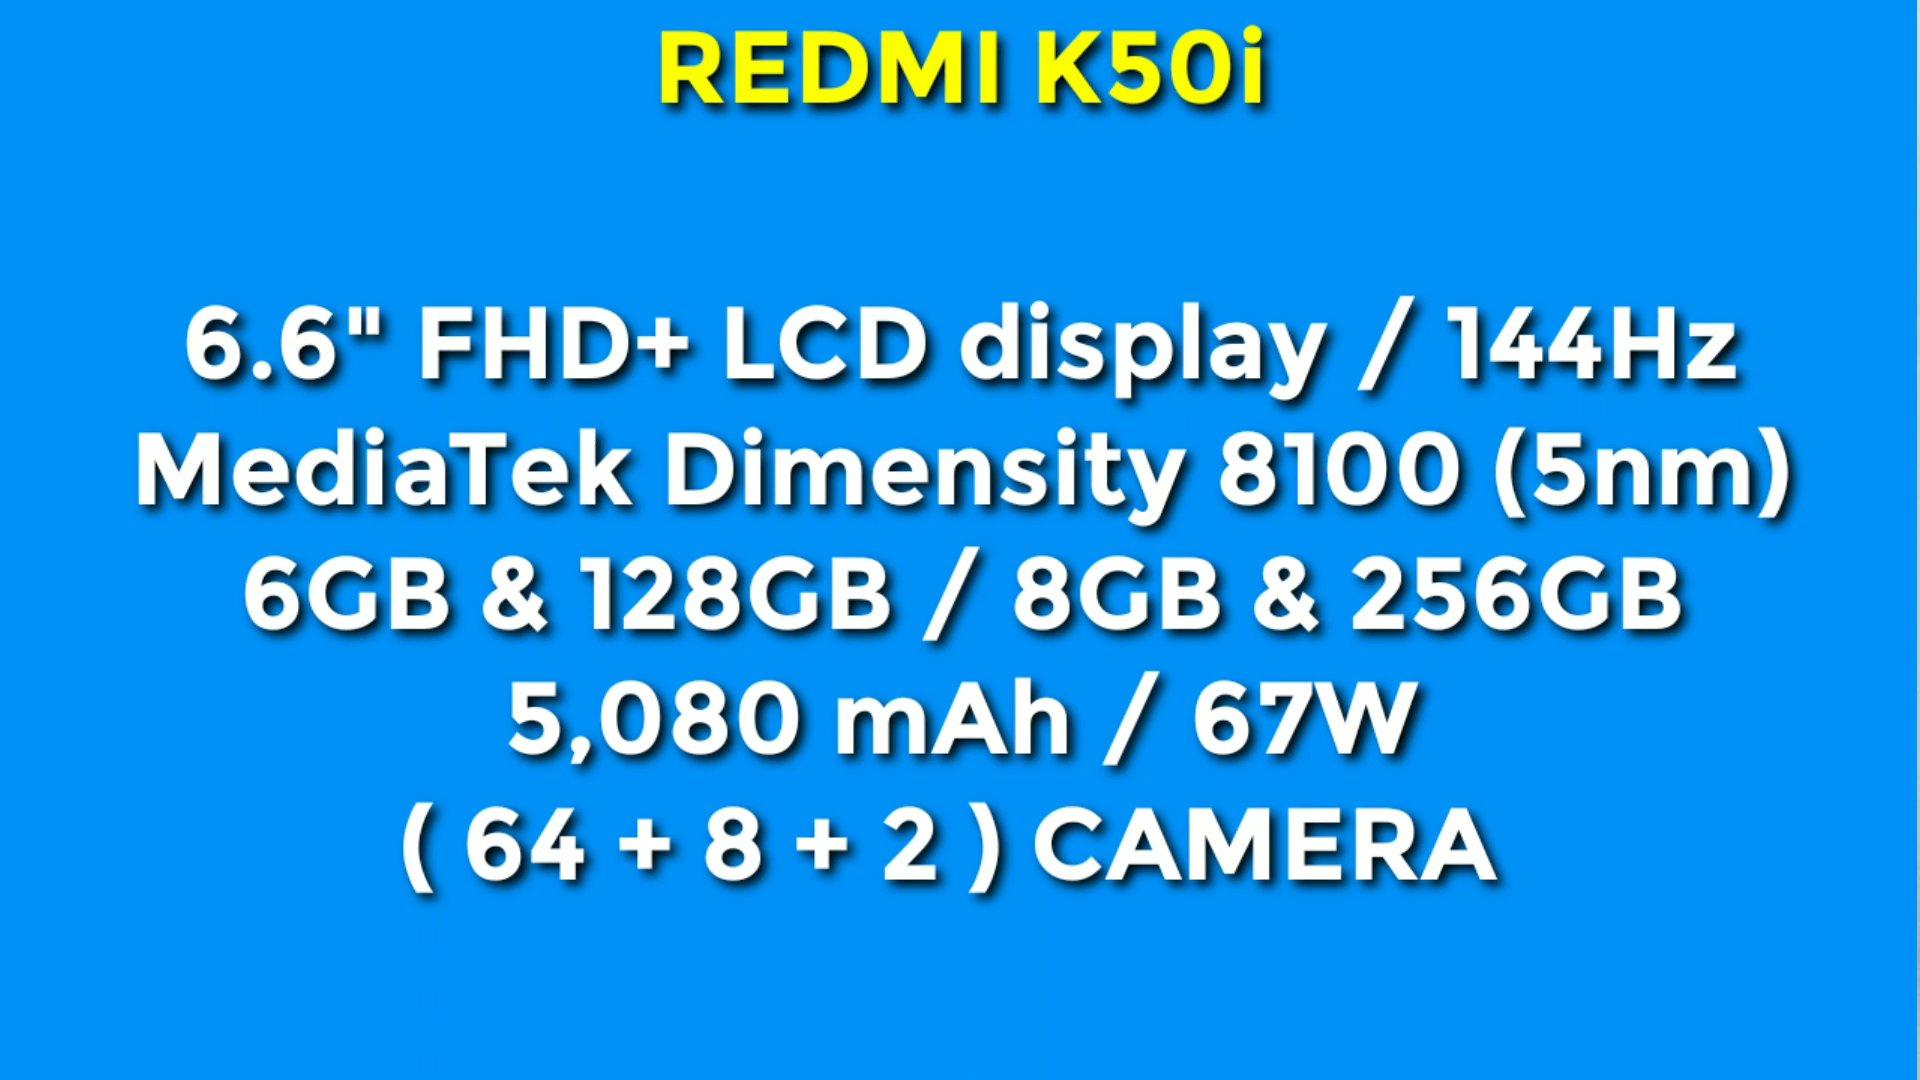 REDMI K50i
6.6" FHD+ LCD display / 144Hz
MediaTek Dimensity 8100 (5nm)
6GB & 128GB / 8GB & 256GB
5,080 mAh / 67W
( 64 + 8 + 2 ) CAMERA